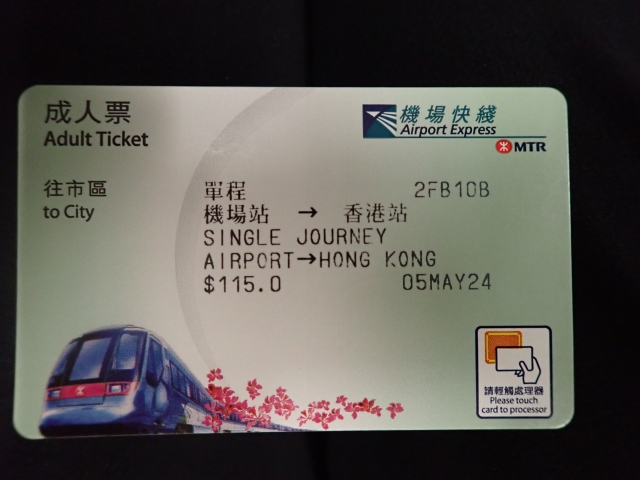 成人票
Adult Ticket
機場快綫
Airport Express
MTR
往市區
to City
單程 2FB10B
機場站 → 香港站
SINGLE JOURNEY
AIRPORT→HONG KONG
$115.0 05MAY24
請輕觸處理器
Please touch
card to processor